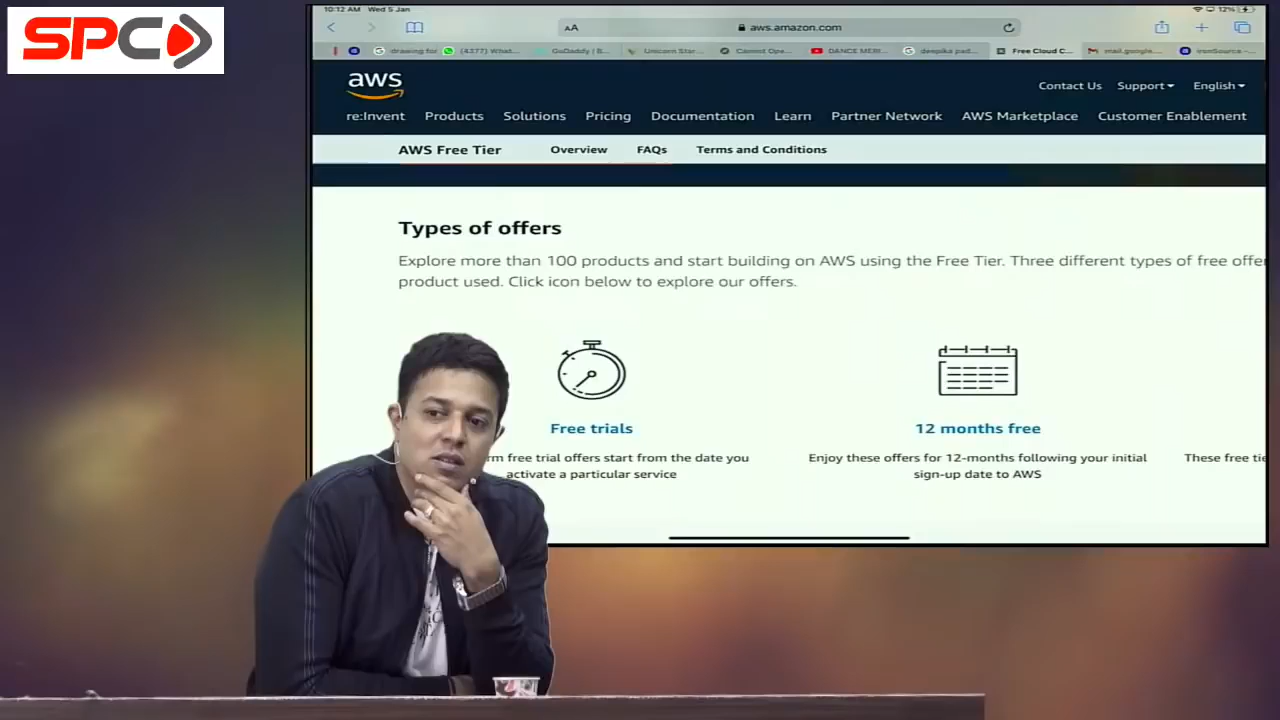 SPC
10:12 AM Wed 5 Jan
12%
AA
aws.amazon.com
drawing for
(4377) What...
GoDaddy | B...
Unicorn Star...
Cannot Ope...
DANCE MERI...
deepika pad...
Free Cloud C...
mail.google...
ironSource -...
aws
Contact Us
Support
English
re:Invent
Products
Solutions
Pricing
Documentation
Learn
Partner Network
AWS Marketplace
Customer Enablement
AWS Free Tier
Overview
FAQs
Terms and Conditions
Types of offers
Explore more than 100 products and start building on AWS using the Free Tier. Three different types of free offe
product used. Click icon below to explore our offers.
Free trials
rm free trial offers start from the date you
activate a particular service
12 months free
Enjoy these offers for 12-months following your initial
sign-up date to AWS
These free tie